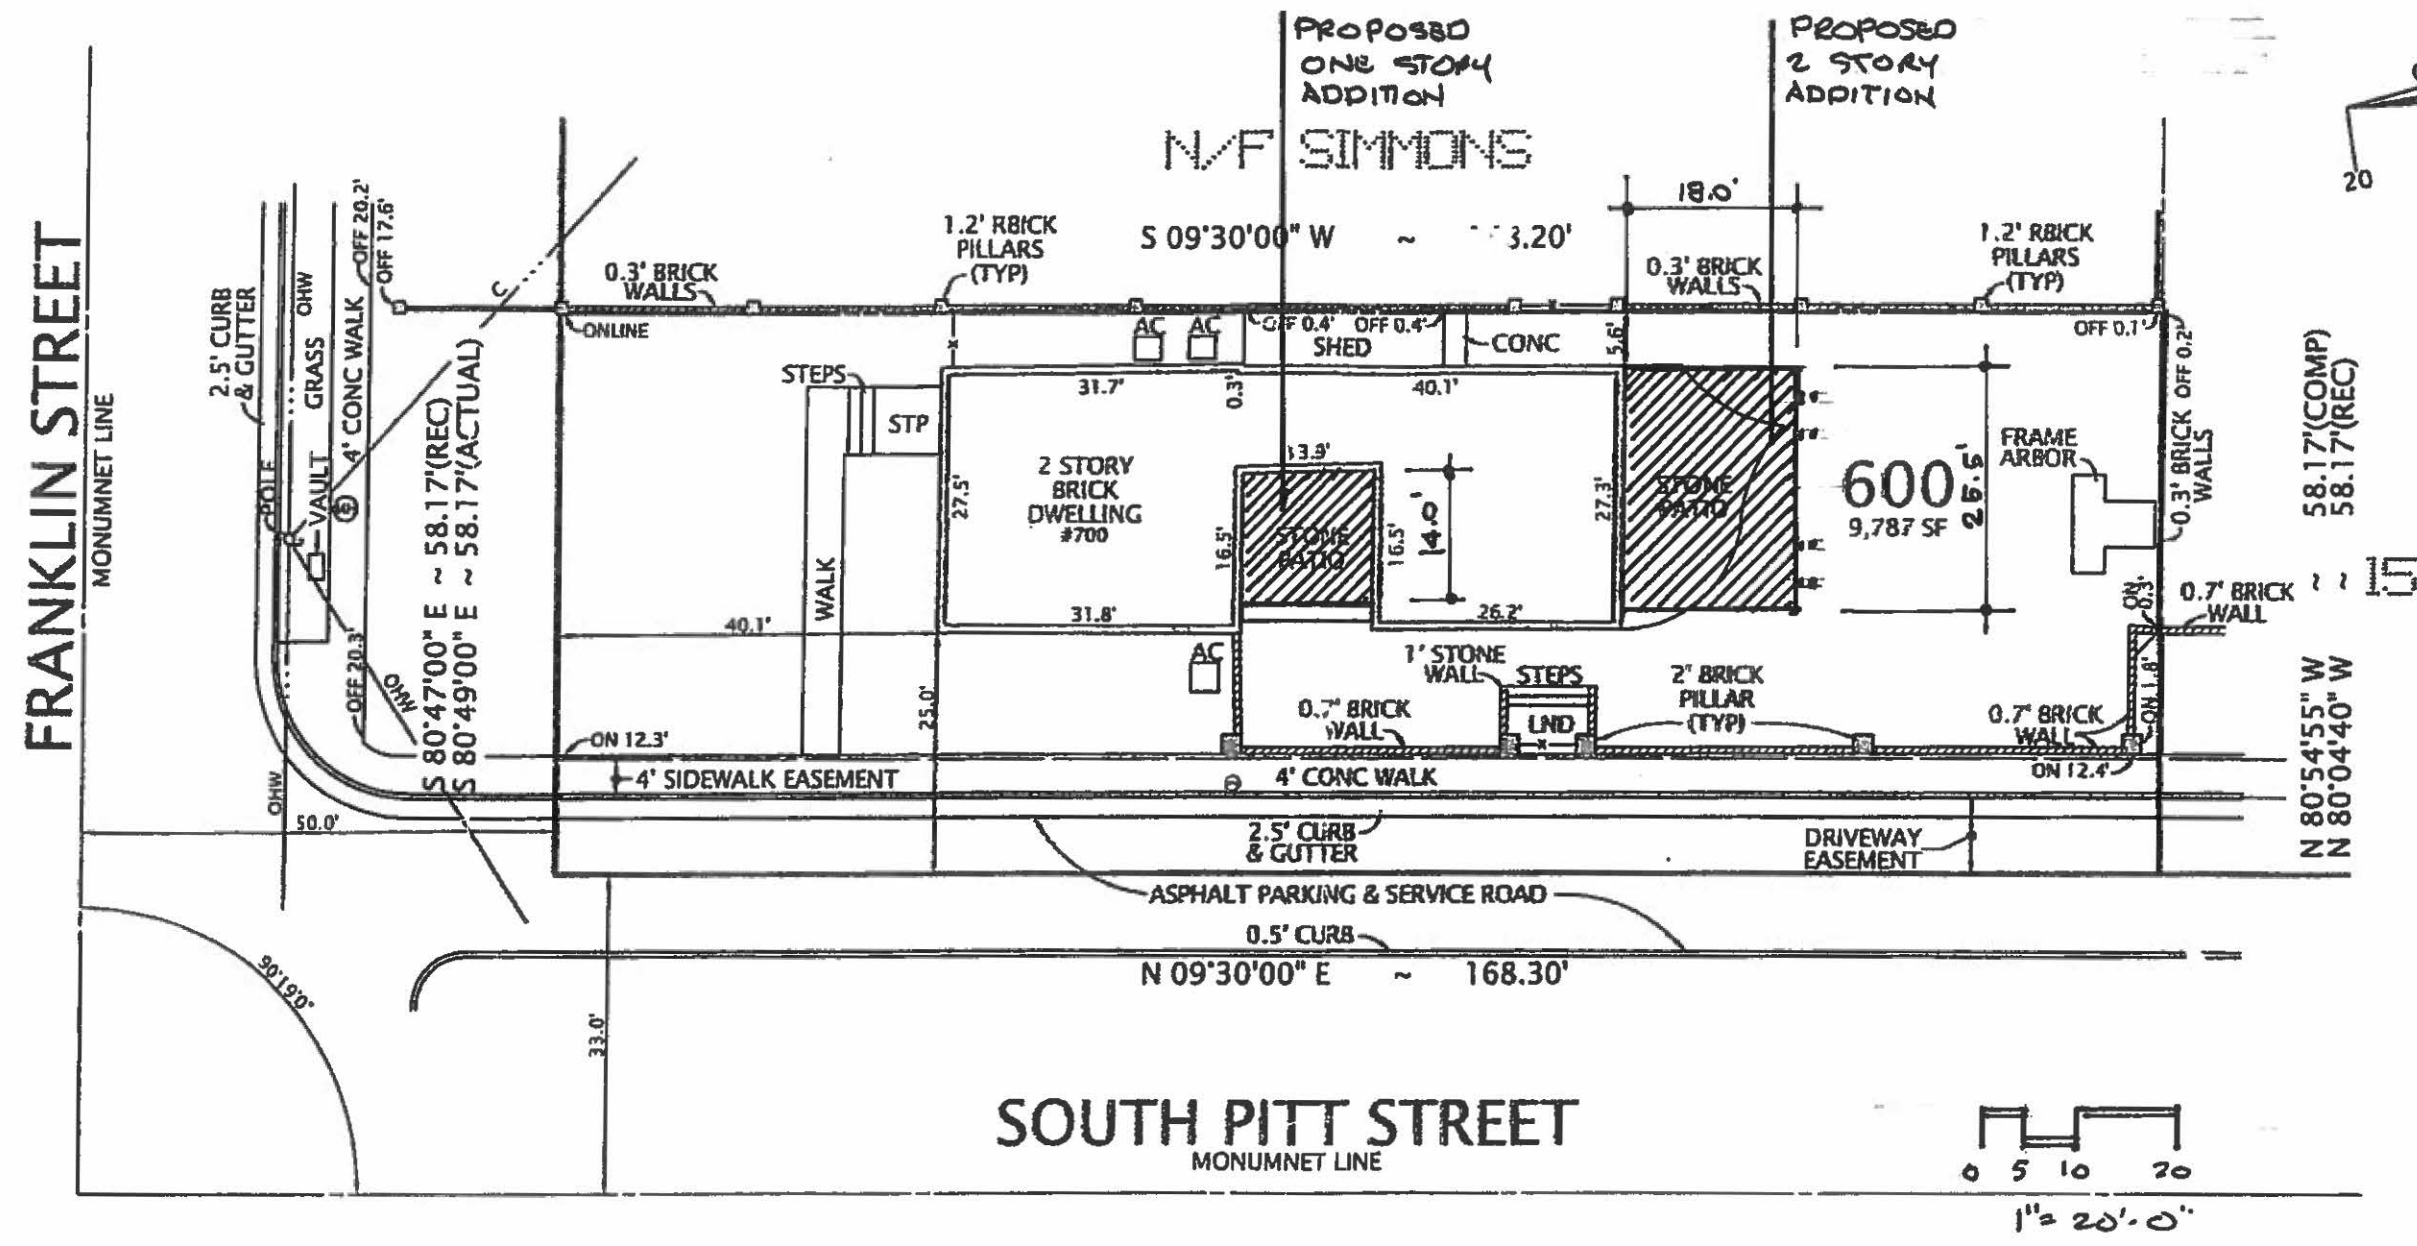 PROPOSED
ONE STORY
ADDITION
PROPOSED
2 STORY
ADDITION
N/F SIMMONS
20
18.0'
S 09°30'00" W ~ 3.20'
1.2' RBICK
PILLARS
(TYP)
0.3' BRICK
WALLS
0.3' BRICK
WALLS
1.2' RBICK
PILLARS
(TYP)
FRANKLIN STREET
MONUMNET LINE
2.5' CURB
& GUTTER
OHW
GRASS
4' CONC WALK
OFF 20.2'
OFF 17.6'
C
ONLINE
AC
AC
OFF 0.4'
OFF 0.4'
SHED
CONC
5.6'
OFF 0.1'
STEPS
STP
31.7'
0.3'
40.1'
2 STORY
BRICK
DWELLING
#700
27.5'
13.9'
STONE
PATIO
16.5'
16.5'
14.0'
27.3'
STONE
PATIO
600
9,787 SF
25.5'
FRAME
ARBOR
0.3' BRICK OFF 0.2'
WALLS
58.17'(COMP)
58.17'(REC)
POLE
VAULT
S 80°47'00" E ~ 58.17'(REC)
S 80°49'00" E ~ 58.17'(ACTUAL)
WALK
40.1'
31.8'
26.2'
ON
0.3'
0.7' BRICK
WALL
OFF 20.3'
OHW
AC
25.0'
1' STONE
WALL
STEPS
LND
2' BRICK
PILLAR
(TYP)
0.7' BRICK
WALL
0.7' BRICK
WALL
ON 1.8'
ON 12.3'
ON 12.4'
N 80°54'55" W ~
N 80°04'40" W ~
4' SIDEWALK EASEMENT
4' CONC WALK
OHW
50.0'
2.5' CURB
& GUTTER
DRIVEWAY
EASEMENT
ASPHALT PARKING & SERVICE ROAD
0.5' CURB
N 09°30'00" E ~ 168.30'
90.190°
33.0'
SOUTH PITT STREET
MONUMNET LINE
0 5 10 20
1"= 20'-0"